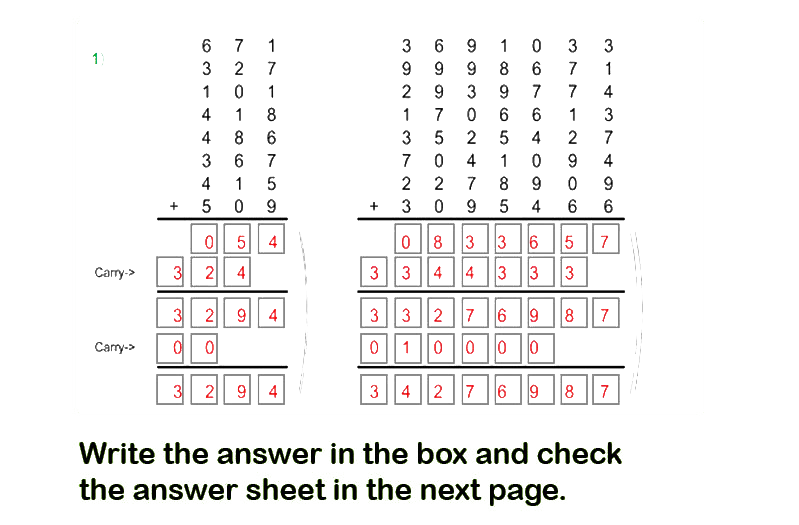 1)
6 7 1 3 6 9 1 0 3 3
3 2 7 9 9 9 8 6 7 1
1 0 1 2 9 3 9 7 7 4
4 1 8 1 7 0 6 6 1 3
4 8 6 3 5 2 5 4 2 7
3 6 7 7 0 4 1 0 9 4
4 1 5 2 2 7 8 9 0 9
+ 5 0 9 + 3 0 9 5 4 6 6
0 5 4 0 8 3 3 6 5 7
Carry-> 3 2 4 3 3 4 4 3 3 3
3 2 9 4 3 3 2 7 6 9 8 7
Carry-> 0 0 0 1 0 0 0 0
3 2 9 4 3 4 2 7 6 9 8 7
Write the answer in the box and check
the answer sheet in the next page.